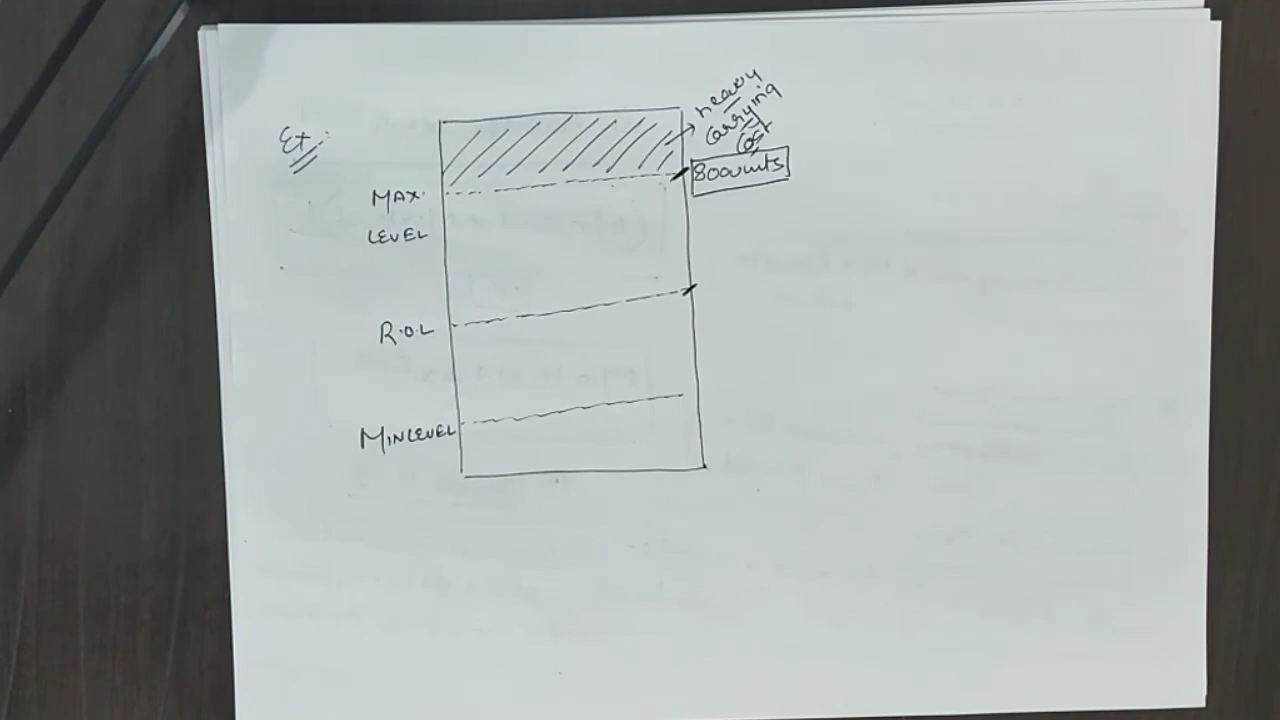 Ex:
heavy
carrying
cost
800units
MAX.
LEVEL
R.O.L
MINLEVEL